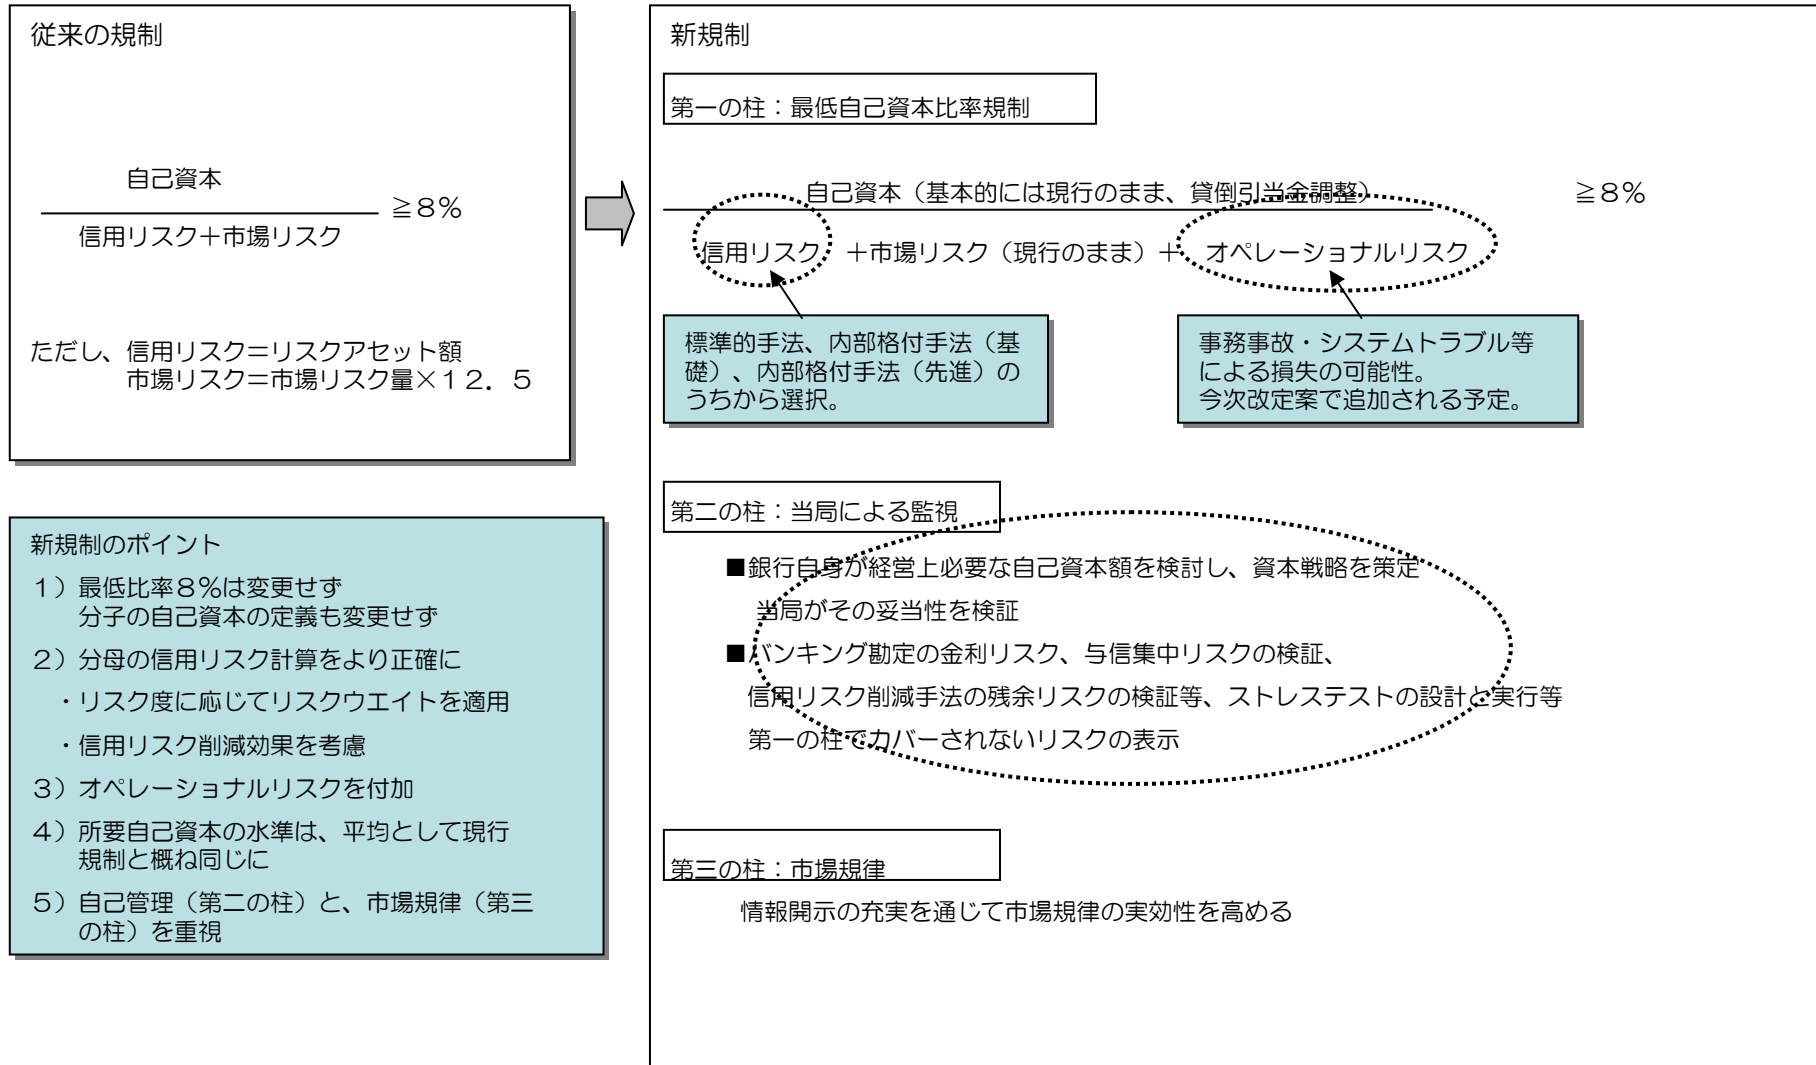 従来の規制
自己資本
≧８％
信用リスク＋市場リスク
ただし、信用リスク＝リスクアセット額
市場リスク＝市場リスク量×１２．５
新規制のポイント
１）最低比率８％は変更せず
分子の自己資本の定義も変更せず
２）分母の信用リスク計算をより正確に
・リスク度に応じてリスクウエイトを適用
・信用リスク削減効果を考慮
３）オペレーショナルリスクを付加
４）所要自己資本の水準は、平均として現行
規制と概ね同じに
５）自己管理（第二の柱）と、市場規律（第三
の柱）を重視
新規制
第一の柱：最低自己資本比率規制
自己資本（基本的には現行のまま、貸倒引当金調整）
≧８％
信用リスク ＋市場リスク（現行のまま）＋ オペレーショナルリスク
標準的手法、内部格付手法（基
礎）、内部格付手法（先進）の
うちから選択。
事務事故・システムトラブル等
による損失の可能性。
今次改定案で追加される予定。
第二の柱：当局による監視
■銀行自身が経営上必要な自己資本額を検討し、資本戦略を策定
当局がその妥当性を検証
■バンキング勘定の金利リスク、与信集中リスクの検証、
信用リスク削減手法の残余リスクの検証等、ストレステストの設計と実行等
第一の柱でカバーされないリスクの表示
第三の柱：市場規律
情報開示の充実を通じて市場規律の実効性を高める